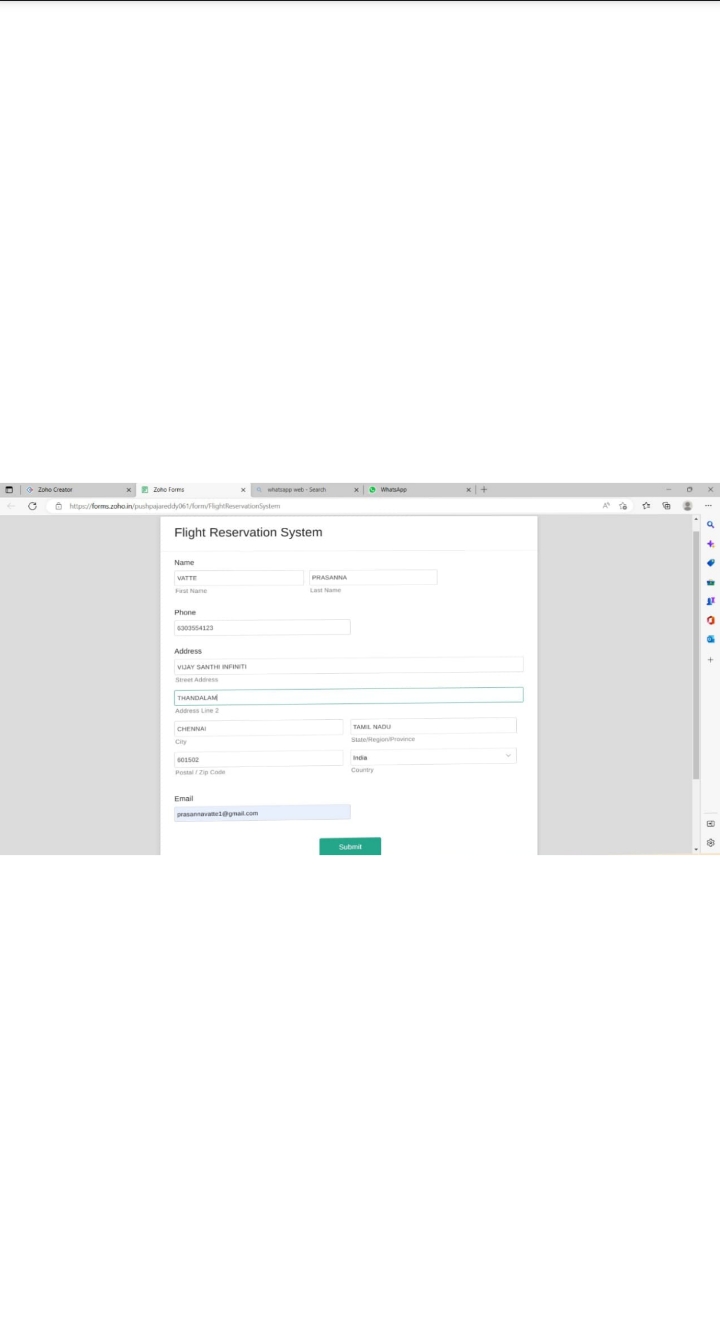 Zoho Creator
Zoho Forms
whatsapp web - Search
WhatsApp
https://forms.zoho.in/pushpajareddy061/form/FlightReservationSystem
Flight Reservation System
Name
VATTE PRASANNA
First Name Last Name
Phone
6303554123
Address
VIJAY SANTHI INFINITI
Street Address
THANDALAM
Address Line 2
CHENNAI TAMIL NADU
City State/Region/Province
601502 India
Postal / Zip Code Country
Email
prasannavatte1@gmail.com
Submit